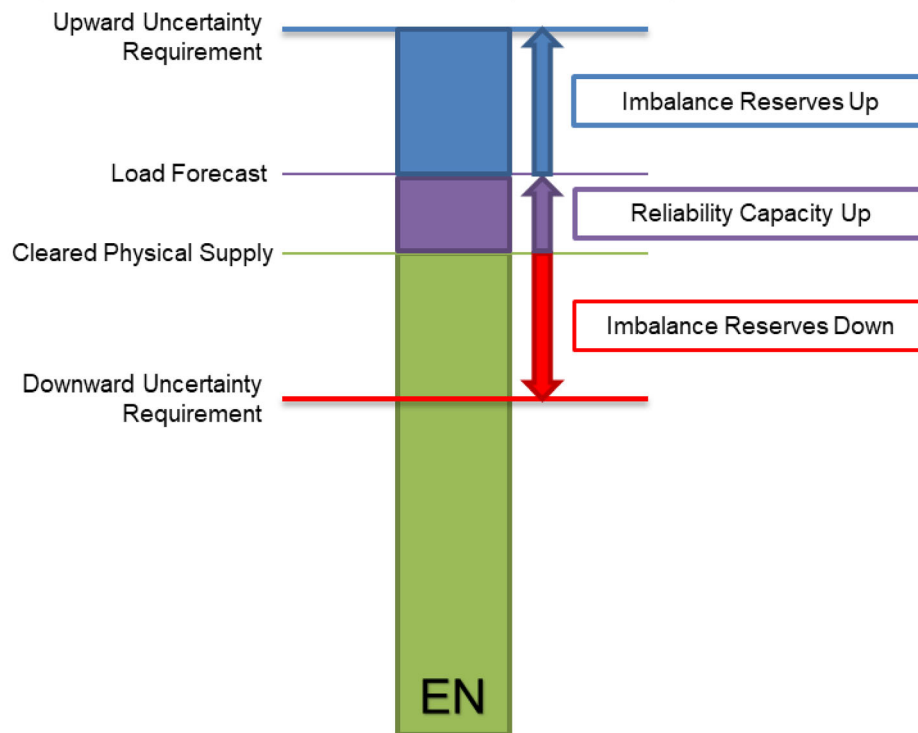 Upward Uncertainty
Requirement
Imbalance Reserves Up
Load Forecast
Reliability Capacity Up
Cleared Physical Supply
Imbalance Reserves Down
Downward Uncertainty
Requirement
EN